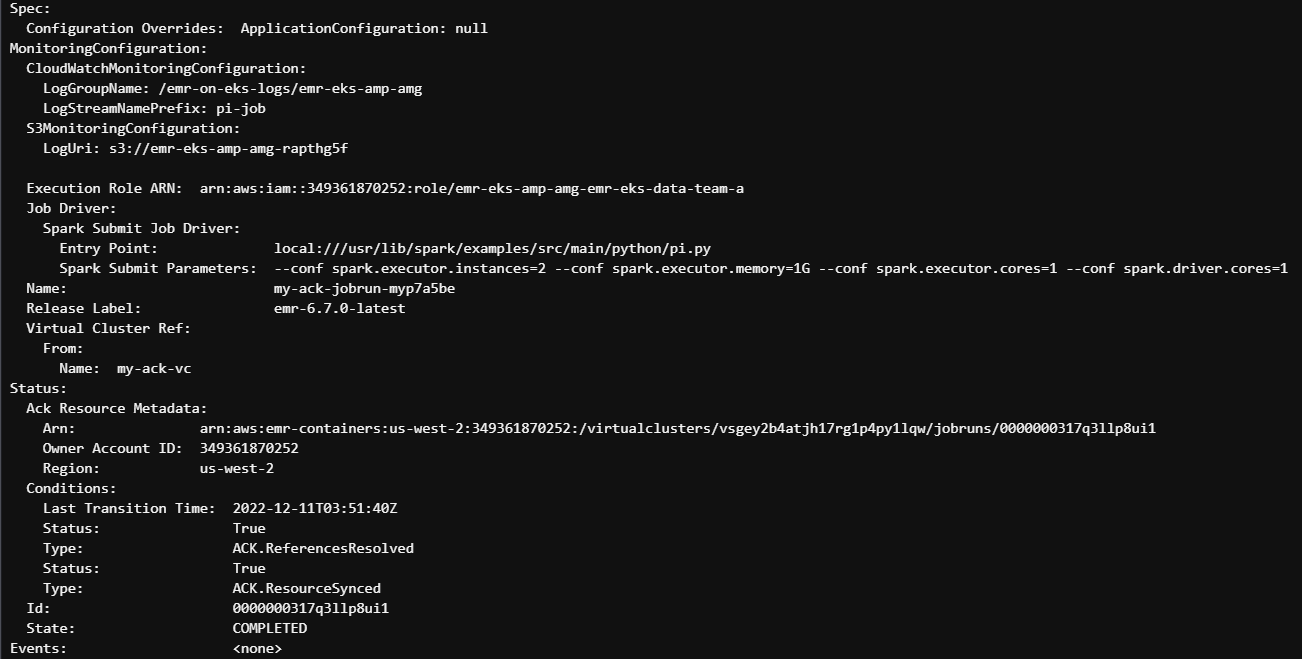 Spec:
  Configuration Overrides:  ApplicationConfiguration: null
MonitoringConfiguration:
  CloudWatchMonitoringConfiguration:
    LogGroupName: /emr-on-eks-logs/emr-eks-amp-amg
    LogStreamNamePrefix: pi-job
  S3MonitoringConfiguration:
    LogUri: s3://emr-eks-amp-amg-rapthg5f

  Execution Role ARN:  arn:aws:iam::349361870252:role/emr-eks-amp-amg-emr-eks-data-team-a
  Job Driver:
    Spark Submit Job Driver:
      Entry Point:              local:///usr/lib/spark/examples/src/main/python/pi.py
      Spark Submit Parameters:  --conf spark.executor.instances=2 --conf spark.executor.memory=1G --conf spark.executor.cores=1 --conf spark.driver.cores=1
  Name:                         my-ack-jobrun-myp7a5be
  Release Label:                emr-6.7.0-latest
  Virtual Cluster Ref:
    From:
      Name:  my-ack-vc
Status:
  Ack Resource Metadata:
    Arn:               arn:aws:emr-containers:us-west-2:349361870252:/virtualclusters/vsgey2b4atjh17rg1p4py1lqw/jobruns/0000000317q3llp8ui1
    Owner Account ID:  349361870252
    Region:            us-west-2
  Conditions:
    Last Transition Time:  2022-12-11T03:51:40Z
    Status:                True
    Type:                  ACK.ReferencesResolved
    Status:                True
    Type:                  ACK.ResourceSynced
  Id:                      0000000317q3llp8ui1
  State:                   COMPLETED
Events:                    <none>